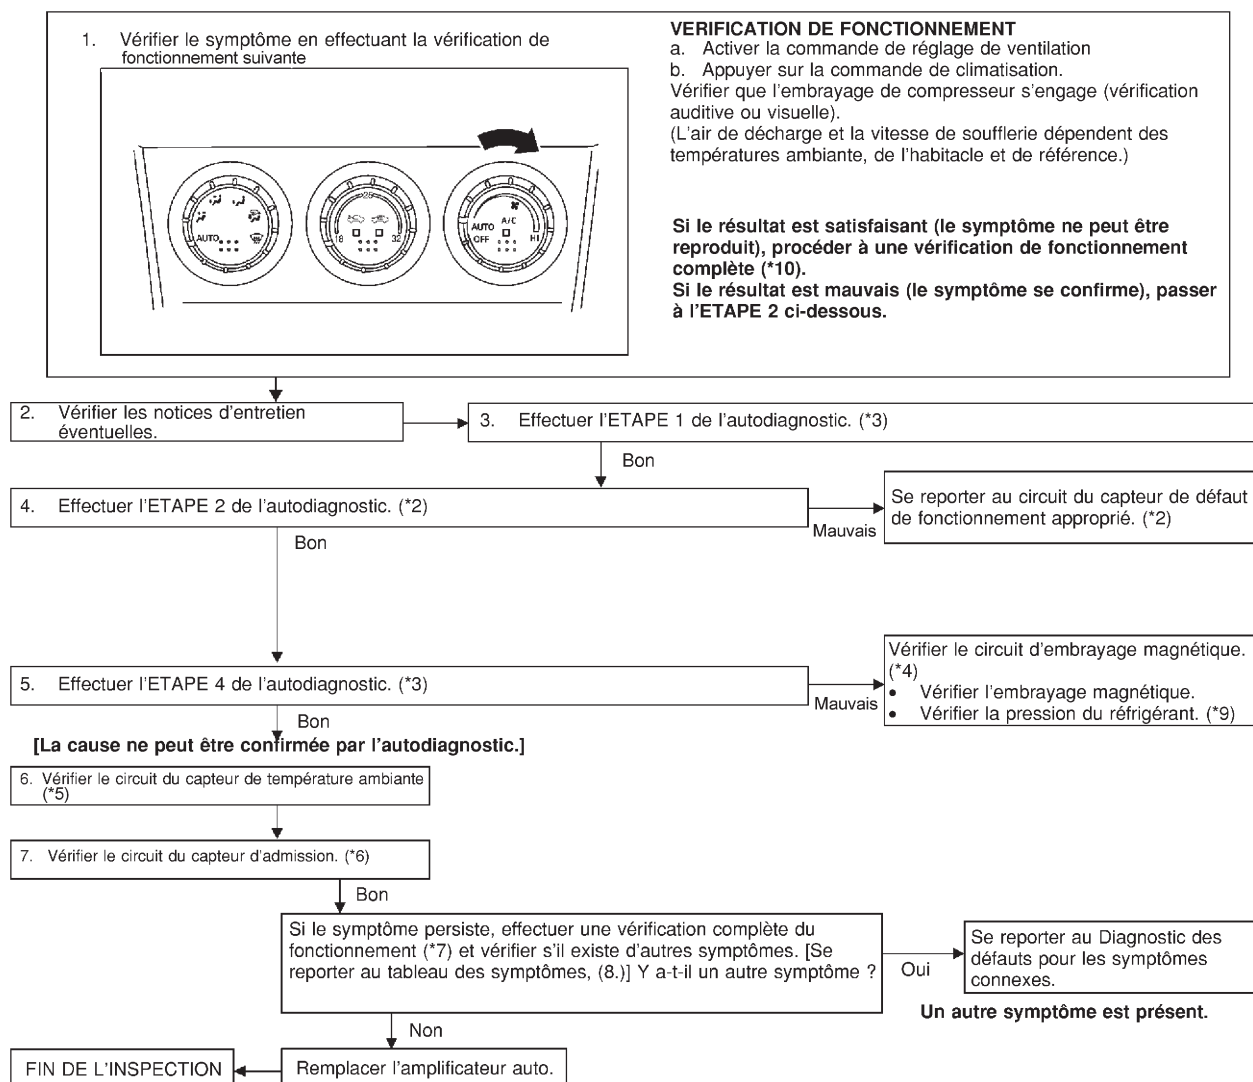 1. Vérifier le symptôme en effectuant la vérification de
fonctionnement suivante
AUTO
18
25
32
AUTO
OFF
A/C
HI
VERIFICATION DE FONCTIONNEMENT
a. Activer la commande de réglage de ventilation
b. Appuyer sur la commande de climatisation.
Vérifier que l'embrayage de compresseur s'engage (vérification
auditive ou visuelle).
(L'air de décharge et la vitesse de soufflerie dépendent des
températures ambiante, de l'habitacle et de référence.)
Si le résultat est satisfaisant (le symptôme ne peut être
reproduit), procéder à une vérification de fonctionnement
complète (*10).
Si le résultat est mauvais (le symptôme se confirme), passer
à l'ETAPE 2 ci-dessous.
2. Vérifier les notices d'entretien
éventuelles.
3. Effectuer l'ETAPE 1 de l'autodiagnostic. (*3)
Bon
4. Effectuer l'ETAPE 2 de l'autodiagnostic. (*2)
Mauvais
Se reporter au circuit du capteur de défaut
de fonctionnement approprié. (*2)
Bon
5. Effectuer l'ETAPE 4 de l'autodiagnostic. (*3)
Mauvais
Vérifier le circuit d'embrayage magnétique.
(*4)
• Vérifier l'embrayage magnétique.
• Vérifier la pression du réfrigérant. (*9)
Bon
[La cause ne peut être confirmée par l'autodiagnostic.]
6. Vérifier le circuit du capteur de température ambiante
(*5)
7. Vérifier le circuit du capteur d'admission. (*6)
Bon
Si le symptôme persiste, effectuer une vérification complète du
fonctionnement (*7) et vérifier s'il existe d'autres symptômes. [Se
reporter au tableau des symptômes, (8.)] Y a-t-il un autre symptôme ?
Oui
Se reporter au Diagnostic des
défauts pour les symptômes
connexes.
Un autre symptôme est présent.
Non
Remplacer l'amplificateur auto.
FIN DE L'INSPECTION